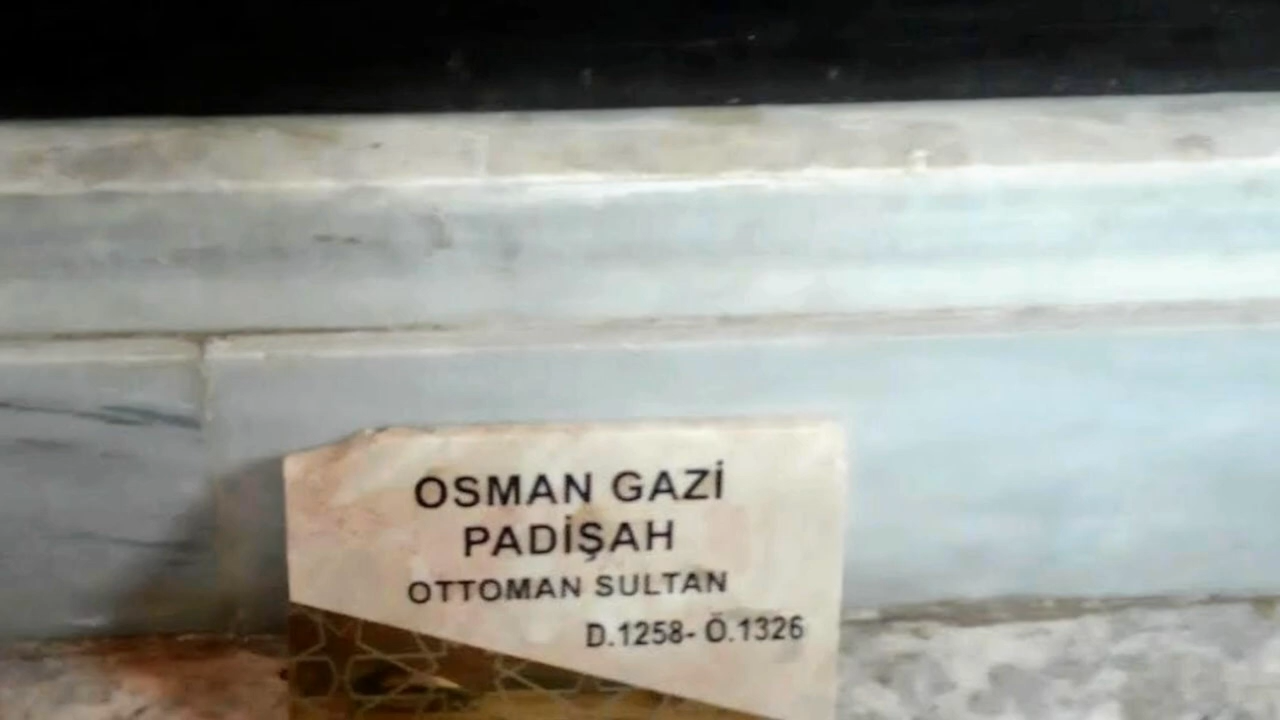 OSMAN GAZİ
PADİŞAH
OTTOMAN SULTAN
D.1258- Ö.1326